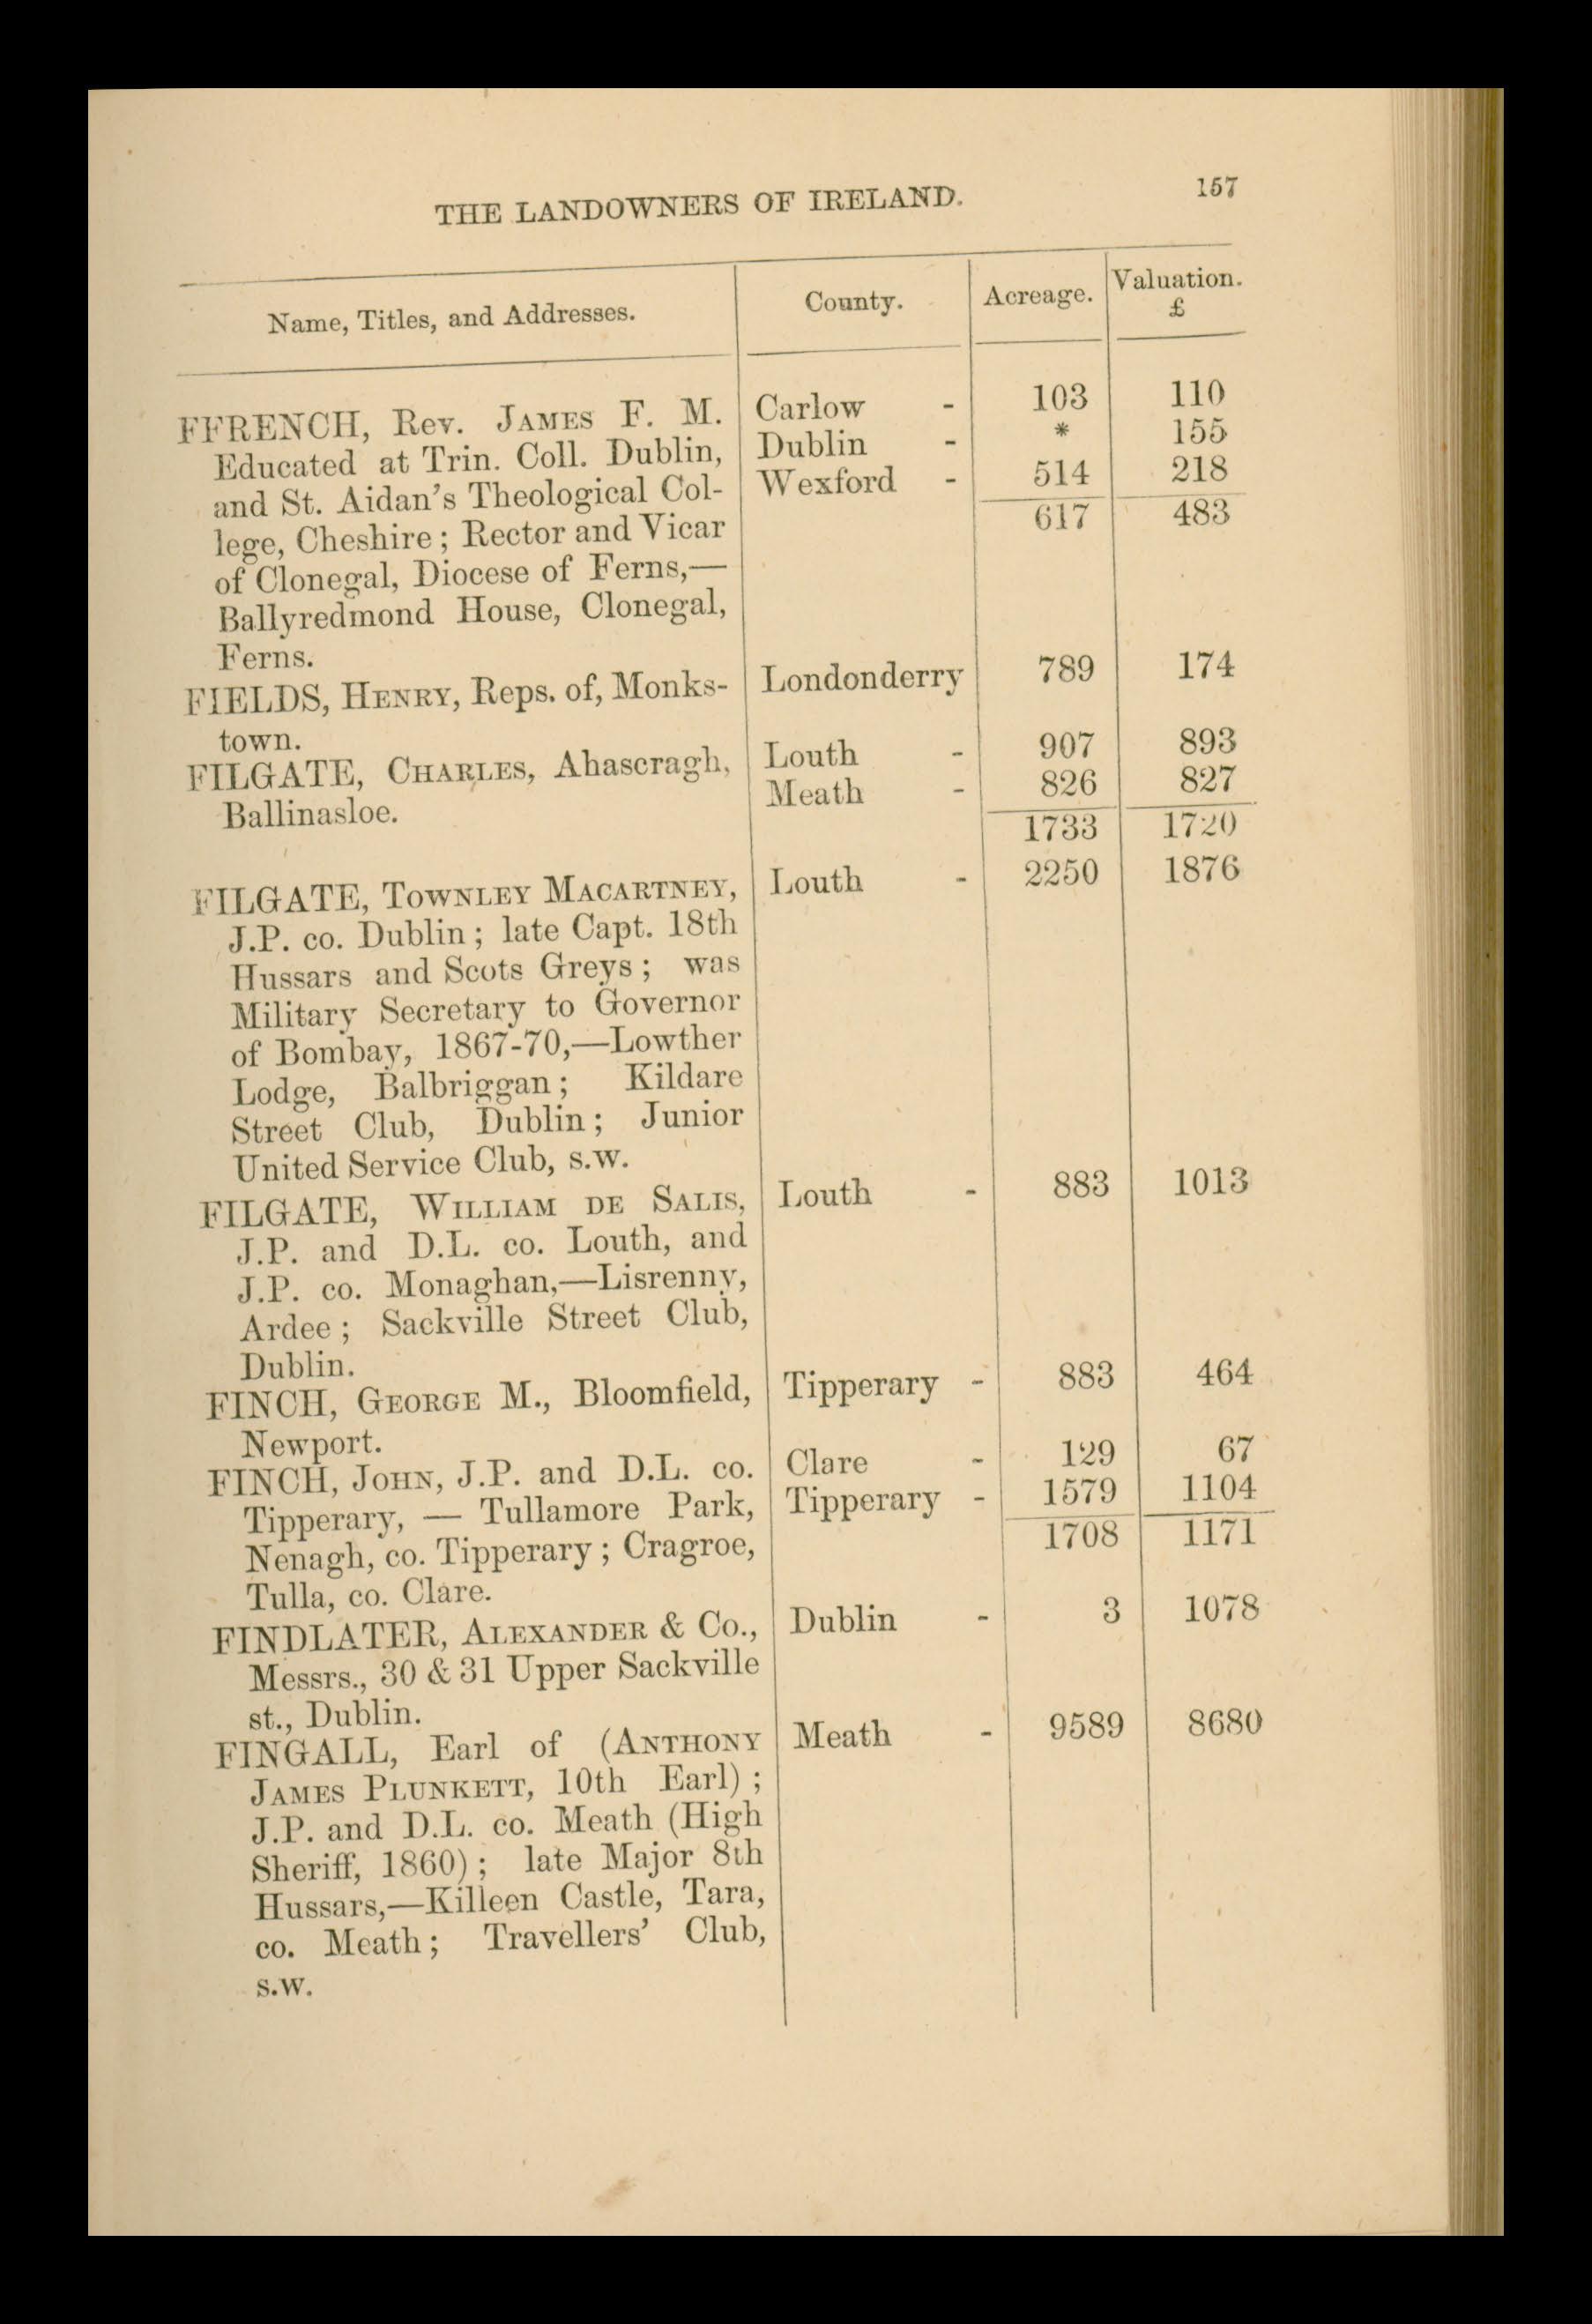 THE LANDOWNERS OF IRELAND. 157
Name, Titles, and Addresses. County. Acreage. Valuation.
£
FFRENCH, Rev. JAMES F. M. Carlow - 103 110
Educated at Trin. Coll. Dublin, Dublin - * 155
and St. Aidan's Theological Col- Wexford - 514 218
lege, Cheshire; Rector and Vicar 617 483
of Clonegal, Diocese of Ferns,—
Ballyredmond House, Clonegal,
Ferns.
FIELDS, HENRY, Reps. of, Monks- Londonderry 789 174
town.
FILGATE, CHARLES, Ahascragh, Louth - 907 893
Ballinasloe. Meath - 826 827
1733 1720
FILGATE, TOWNLEY MACARTNEY, Louth - 2250 1876
J.P. co. Dublin; late Capt. 18th
Hussars and Scots Greys; was
Military Secretary to Governor
of Bombay, 1867-70,—Lowther
Lodge, Balbriggan; Kildare
Street Club, Dublin; Junior
United Service Club, S.W.
FILGATE, WILLIAM DE SALIS, Louth - 883 1013
J.P. and D.L. co. Louth, and
J.P. co. Monaghan,—Lisrenny,
Ardee; Sackville Street Club,
Dublin.
FINCH, GEORGE M., Bloomfield, Tipperary - 883 464
Newport.
FINCH, JOHN, J.P. and D.L. co. Clare - 129 67
Tipperary, — Tullamore Park, Tipperary - 1579 1104
Nenagh, co. Tipperary; Cragroe, 1708 1171
Tulla, co. Clare.
FINDLATER, ALEXANDER & Co., Dublin - 3 1078
Messrs., 30 & 31 Upper Sackville
st., Dublin.
FINGALL, Earl of (ANTHONY Meath - 9589 8680
JAMES PLUNKETT, 10th Earl);
J.P. and D.L. co. Meath (High
Sheriff, 1860); late Major 8th
Hussars,—Killeen Castle, Tara,
co. Meath; Travellers' Club,
S.W.